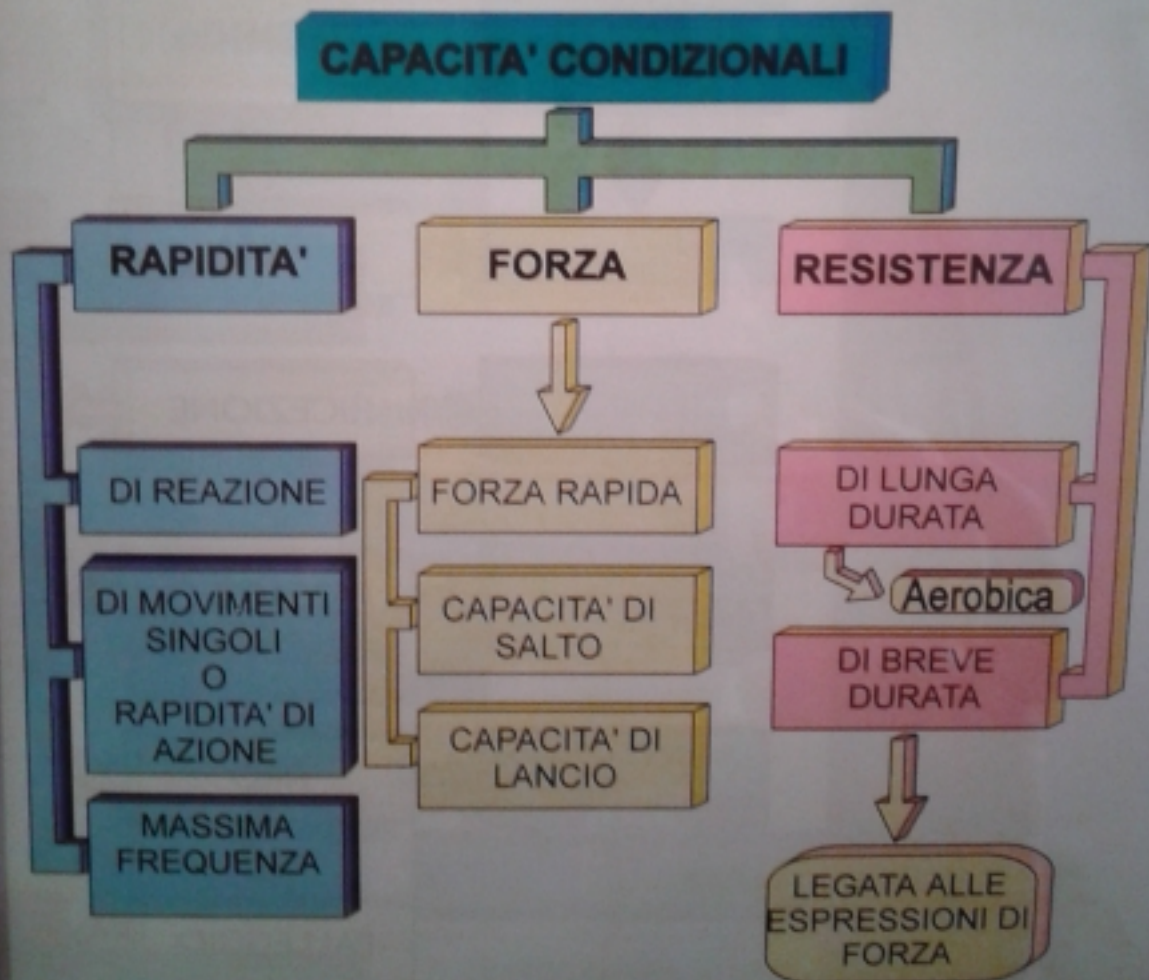 CAPACITA' CONDIZIONALI
RAPIDITA'
DI REAZIONE
DI MOVIMENTI
SINGOLI
O
RAPIDITA' DI
AZIONE
MASSIMA
FREQUENZA
FORZA
FORZA RAPIDA
CAPACITA' DI
SALTO
CAPACITA' DI
LANCIO
RESISTENZA
DI LUNGA
DURATA
Aerobica
DI BREVE
DURATA
LEGATA ALLE
ESPRESSIONI DI
FORZA